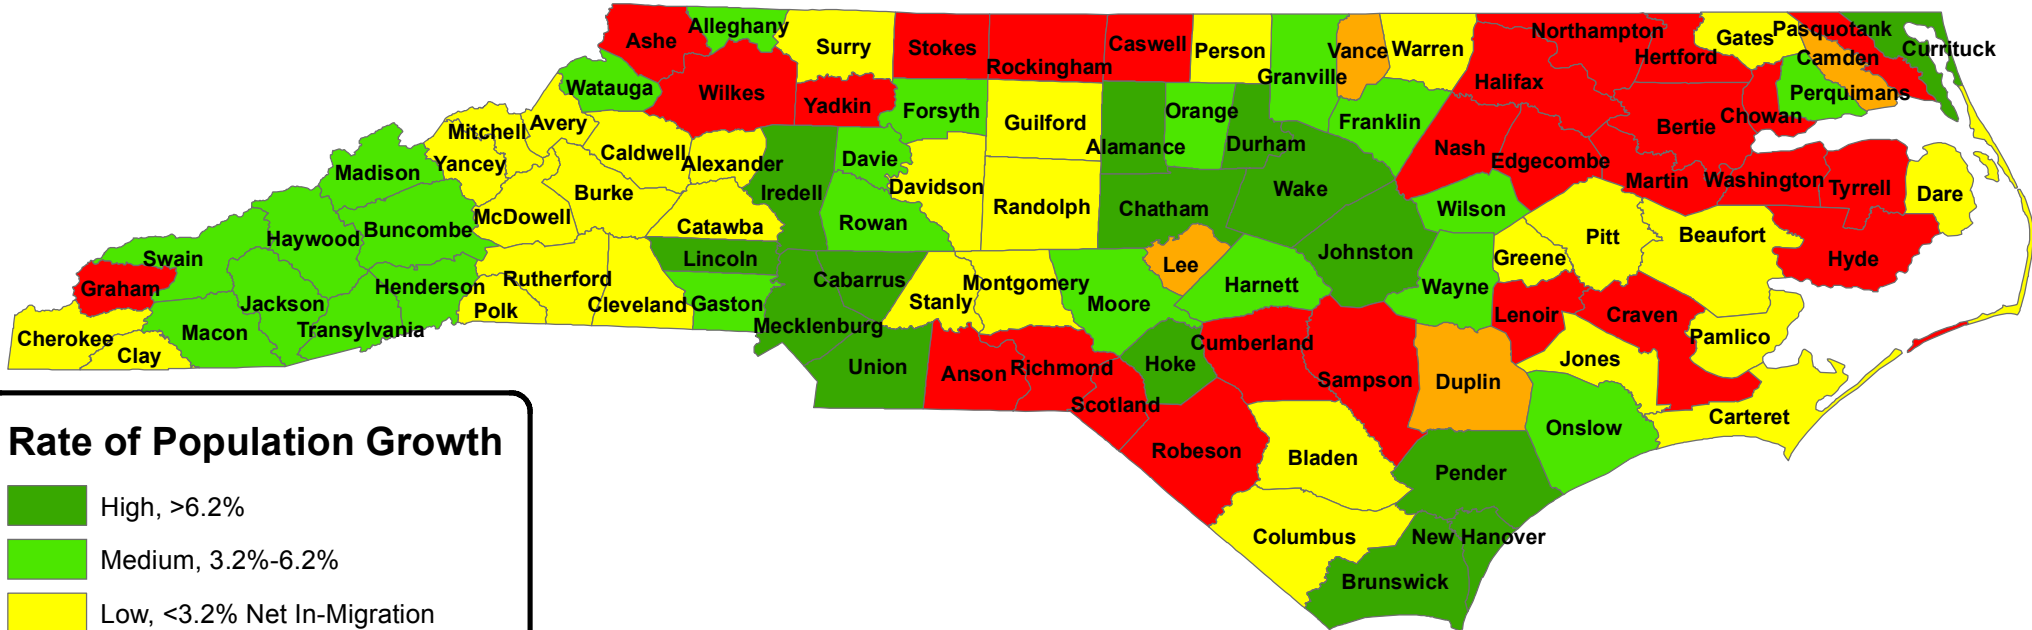 Ashe
Alleghany
Surry
Stokes
Rockingham
Caswell
Person
Granville
Vance
Warren
Northampton
Hertford
Gates
Pasquotank
Camden
Currituck
Watauga
Wilkes
Yadkin
Forsyth
Guilford
Alamance
Orange
Durham
Franklin
Halifax
Nash
Edgecombe
Bertie
Chowan
Perquimans
Mitchell
Avery
Yancey
Caldwell
Alexander
Iredell
Davie
Davidson
Randolph
Chatham
Wake
Wilson
Martin
Washington
Tyrrell
Dare
Madison
Buncombe
McDowell
Burke
Catawba
Rowan
Haywood
Swain
Graham
Jackson
Henderson
Rutherford
Polk
Cleveland
Lincoln
Gaston
Cabarrus
Mecklenburg
Stanly
Montgomery
Moore
Lee
Harnett
Johnston
Wayne
Greene
Pitt
Beaufort
Hyde
Cherokee
Clay
Macon
Transylvania
Union
Anson
Richmond
Scotland
Hoke
Cumberland
Sampson
Duplin
Lenoir
Craven
Jones
Pamlico
Carteret
Onslow
Robeson
Bladen
Pender
Columbus
New Hanover
Brunswick
Rate of Population Growth
High, >6.2%
Medium, 3.2%-6.2%
Low, <3.2% Net In-Migration